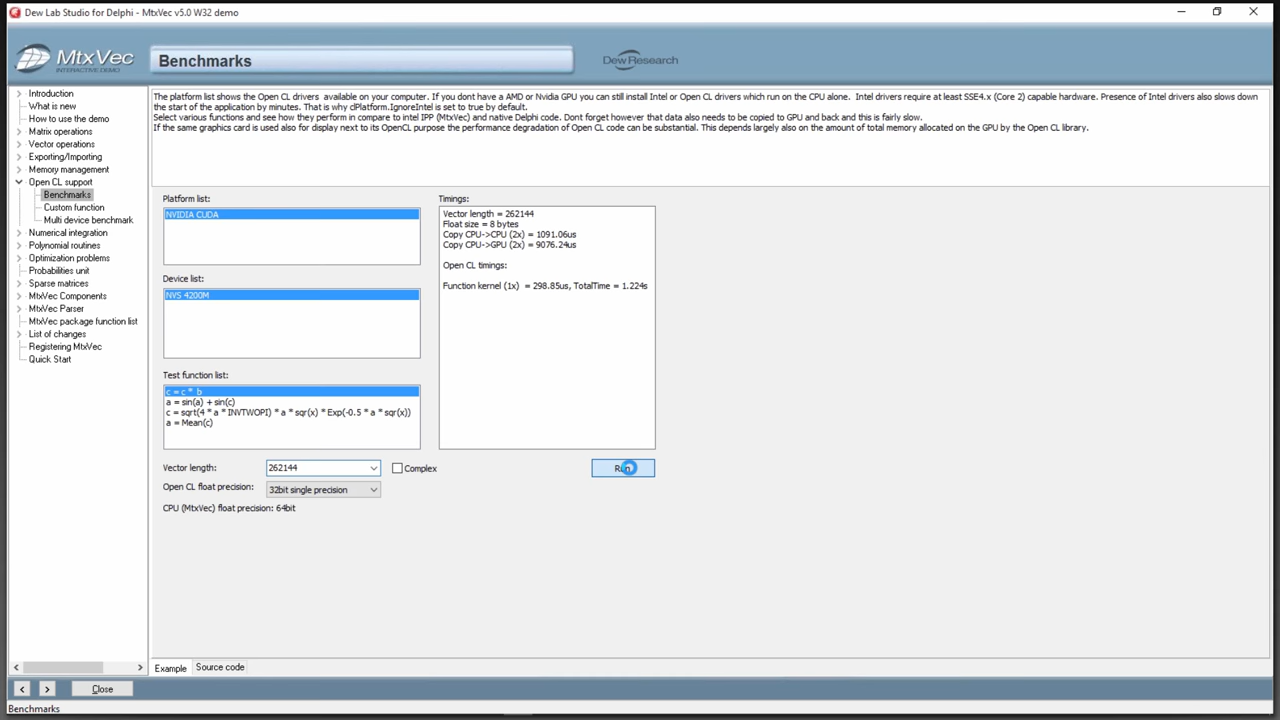 Dew Lab Studio for Delphi - MtxVec v5.0 W32 demo
MtxVec
INTERACTIVE DEMO
Benchmarks
DewResearch
Introduction
What is new
How to use the demo
Matrix operations
Vector operations
Exporting/Importing
Memory management
Open CL support
Benchmarks
Custom function
Multi device benchmark
Numerical integration
Polynomial routines
Optimization problems
Probabilities unit
Sparse matrices
MtxVec Components
MtxVec Parser
MtxVec package function list
List of changes
Registering MtxVec
Quick Start
The platform list shows the Open CL drivers available on your computer. If you dont have a AMD or Nvidia GPU you can still install Intel or Open CL drivers which run on the CPU alone. Intel drivers require at least SSE4.x (Core 2) capable hardware. Presence of Intel drivers also slows down
the start of the application by minutes. That is why clPlatform.IgnoreIntel is set to true by default.
Select various functions and see how they perform in compare to intel IPP (MtxVec) and native Delphi code. Dont forget however that data also needs to be copied to GPU and back and this is fairly slow.
If the same graphics card is used also for display next to its OpenCL purpose the performance degradation of Open CL code can be substantial. This depends largely also on the amount of total memory allocated on the GPU by the Open CL library.
Platform list:
NVIDIA CUDA
Device list:
NVS 4200M
Test function list:
c = c * b
a = sin(a) + sin(c)
c = sqrt(4 * a * INVTWOPI) * a * sqr(x) * Exp(-0.5 * a * sqr(x))
a = Mean(c)
Timings:
Vector length = 262144
Float size = 8 bytes
Copy CPU->CPU (2x) = 1091.06us
Copy CPU->GPU (2x) = 9076.24us
Open CL timings:
Function kernel (1x) = 298.85us, TotalTime = 1.224s
Vector length:
262144
Complex
Run
Open CL float precision:
32bit single precision
CPU (MtxVec) float precision: 64bit
Example
Source code
Close
Benchmarks